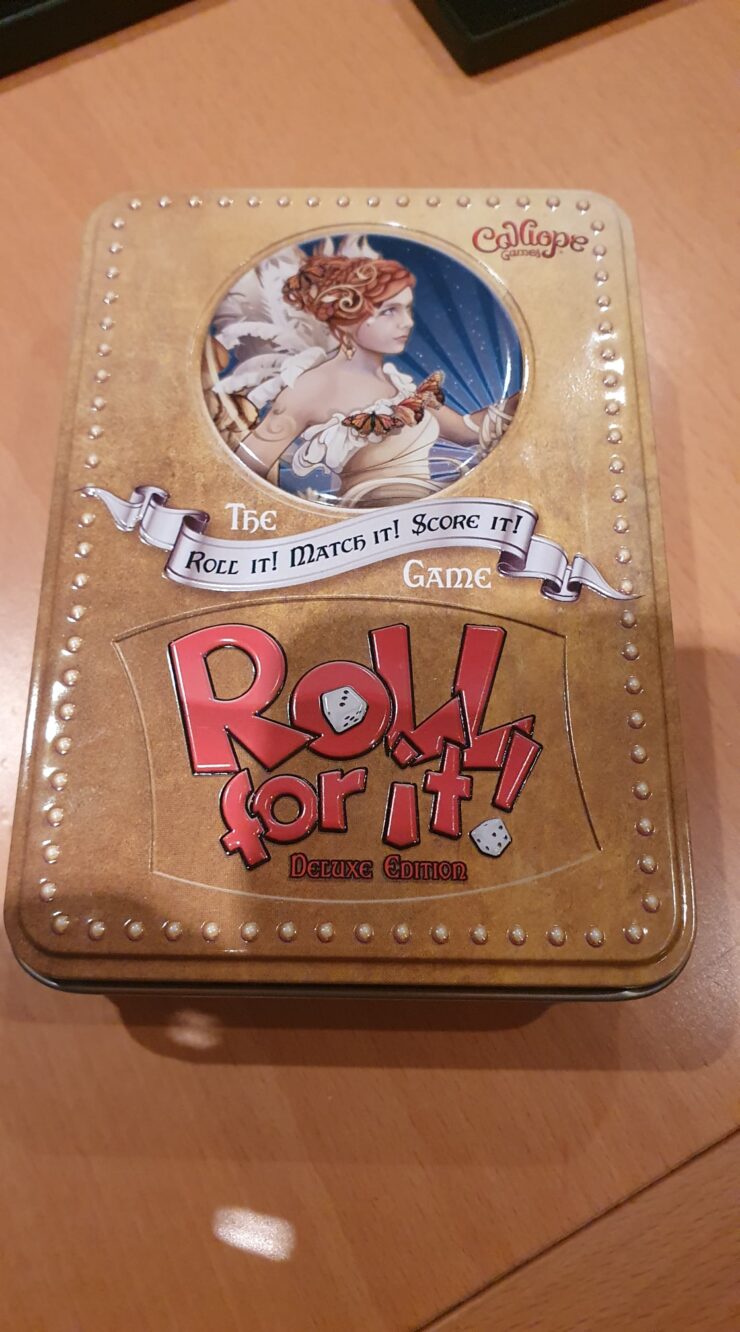 Calliope
Games
The
Roll it! Match it! Score it!
Game
Roll
for it!
Deluxe Edition